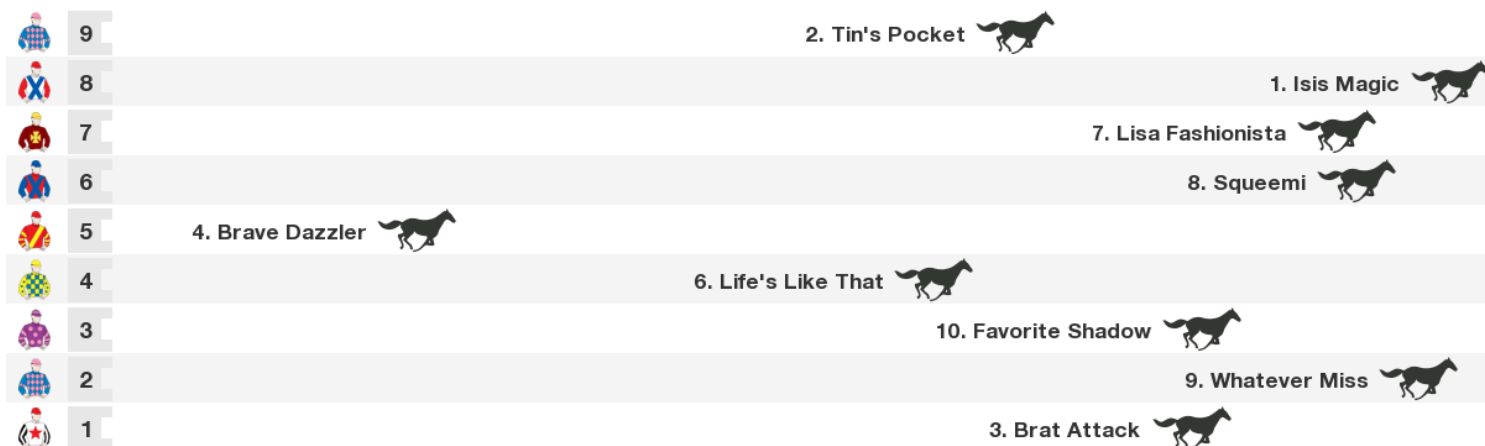 9 2. Tin's Pocket
8 1. Isis Magic
7 7. Lisa Fashionista
6 8. Squeemi
5 4. Brave Dazzler
4 6. Life's Like That
3 10. Favorite Shadow
2 9. Whatever Miss
1 3. Brat Attack